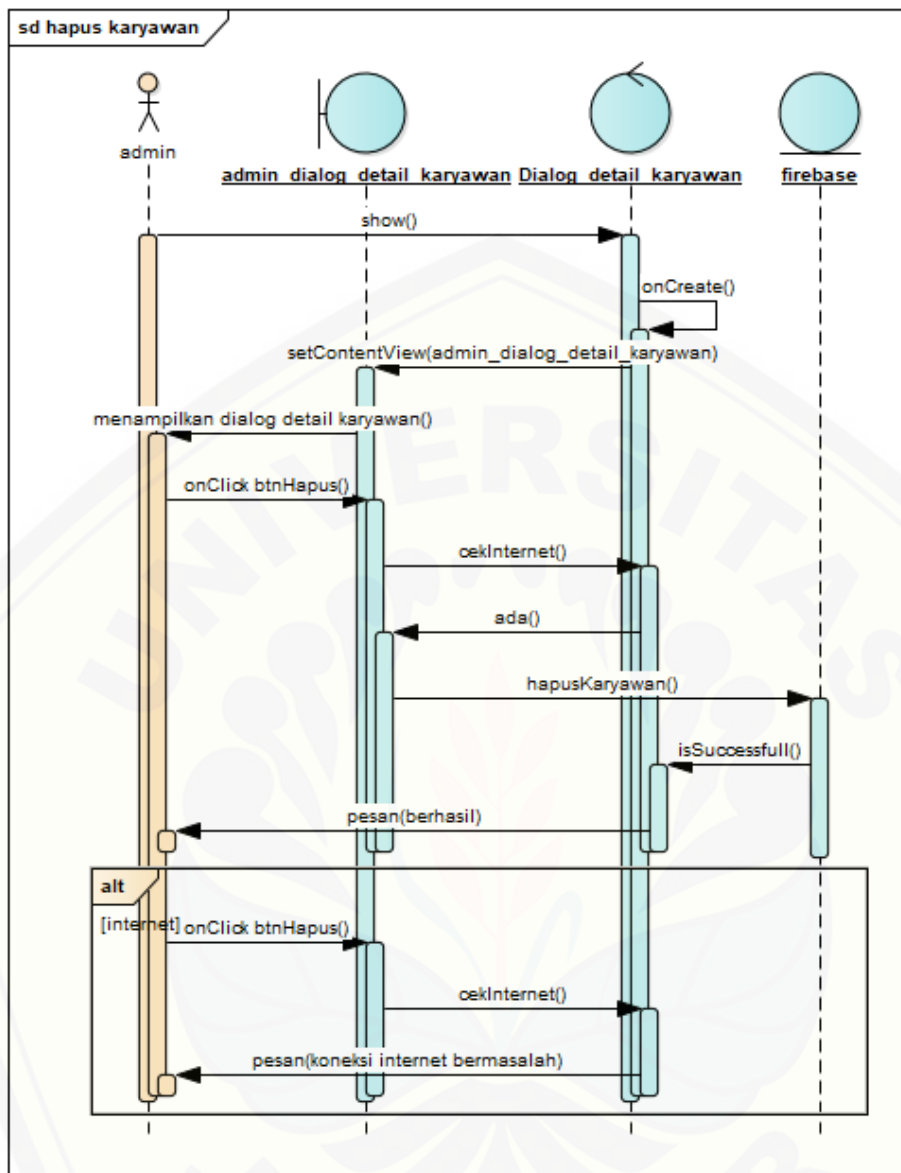 sd hapus karyawan
admin
admin_dialog_detail_karyawan
Dialog_detail_karyawan
firebase
show()
onCreate()
setContentView(admin_dialog_detail_karyawan)
menampilkan dialog detail karyawan()
onClick btnHapus()
cekInternet()
ada()
hapusKaryawan()
isSuccessfull()
pesan(berhasil)
alt
[internet]
onClick btnHapus()
cekInternet()
pesan(koneksi internet bermasalah)
UNIVERSITAS